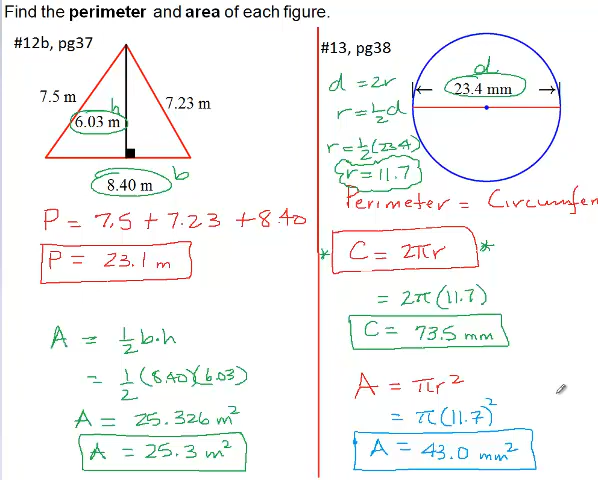 Find the perimeter and area of each figure.
#12b, pg37
7.5 m
h
7.23 m
6.03 m
8.40 m
b
P = 7.5 + 7.23 + 8.40
P = 23.1 m
A = 1/2 b·h
= 1/2 (8.40)(6.03)
A = 25.326 m²
A = 25.3 m²
#13, pg38
d
23.4 mm
d = 2r
r = 1/2 d
r = 1/2 (23.4)
r = 11.7
Perimeter = Circumfen
* C = 2πr *
= 2π(11.7)
C = 73.5 mm
A = πr²
= π(11.7)²
A = 43.0 mm²